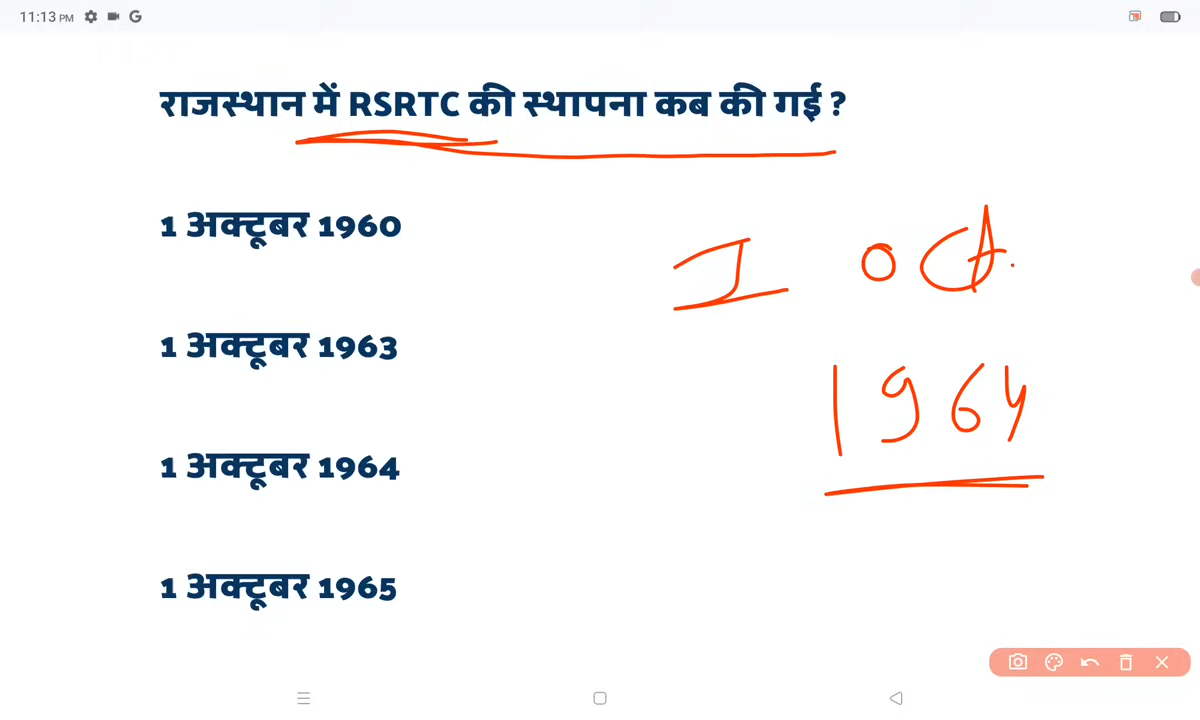 11:13 PM
राजस्थान में RSRTC की स्थापना कब की गई ?
1 अक्टूबर 1960
1 अक्टूबर 1963
1 अक्टूबर 1964
1 अक्टूबर 1965
1 oct.
1964